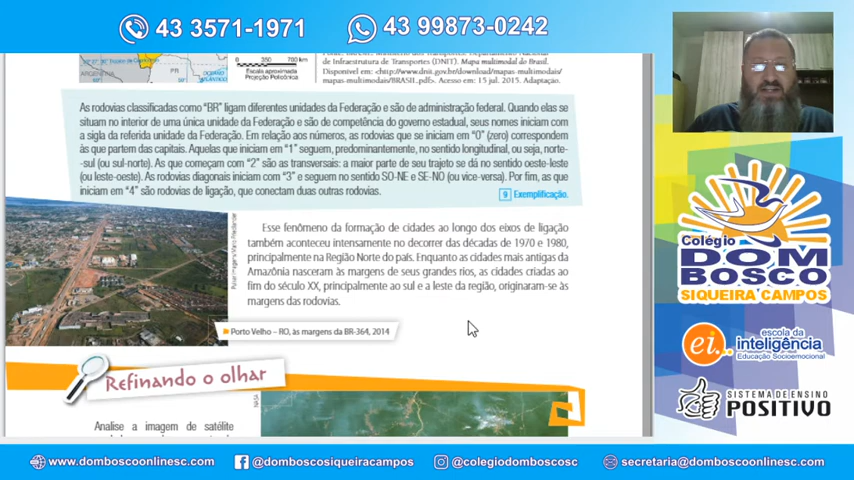 43 3571-1971
43 99873-0242
0 350 700 km
Escala aproximada
Projeção Policônica
ARGENTINA
PR
OCEANO
de Infraestrutura de Transportes (DNIT). Mapa multimodal do Brasil.
Disponível em: <http://www.dnit.gov.br/download/mapas-multimodais/
mapas-multimodais/BRASIL.pdf>. Acesso em: 15 jul. 2015. Adaptação.
As rodovias classificadas como “BR” ligam diferentes unidades da Federação e são de administração federal. Quando elas se
situam no interior de uma única unidade da Federação e são de competência do governo estadual, seus nomes iniciam com
a sigla da referida unidade da Federação. Em relação aos números, as rodovias que se iniciam em “0” (zero) correspondem
às que partem das capitais. Aquelas que iniciam em “1” seguem, predominantemente, no sentido longitudinal, ou seja, norte-
-sul (ou sul-norte). As que começam com “2” são as transversais: a maior parte de seu trajeto se dá no sentido oeste-leste
(ou leste-oeste). As rodovias diagonais iniciam com “3” e seguem no sentido SO-NE e SE-NO (ou vice-versa). Por fim, as que
iniciam em “4” são rodovias de ligação, que conectam duas outras rodovias.
9 Exemplificação.
Esse fenômeno da formação de cidades ao longo dos eixos de ligação
também aconteceu intensamente no decorrer das décadas de 1970 e 1980,
principalmente na Região Norte do país. Enquanto as cidades mais antigas da
Amazônia nasceram às margens de seus grandes rios, as cidades criadas ao
fim do século XX, principalmente ao sul e a leste da região, originaram-se às
margens das rodovias.
Porto Velho – RO, às margens da BR-364, 2014
Refinando o olhar
NASA
Analise a imagem de satélite
Colégio
DOM
BOSCO
SIQUEIRA CAMPOS
ei.
escola da
inteligência
Educação Socioemocional
SISTEMA DE ENSINO
POSITIVO
www.domboscoonlinesc.com
@domboscosiqueiracampos
@colegiodomboscosc
secretaria@domboscoonlinesc.com